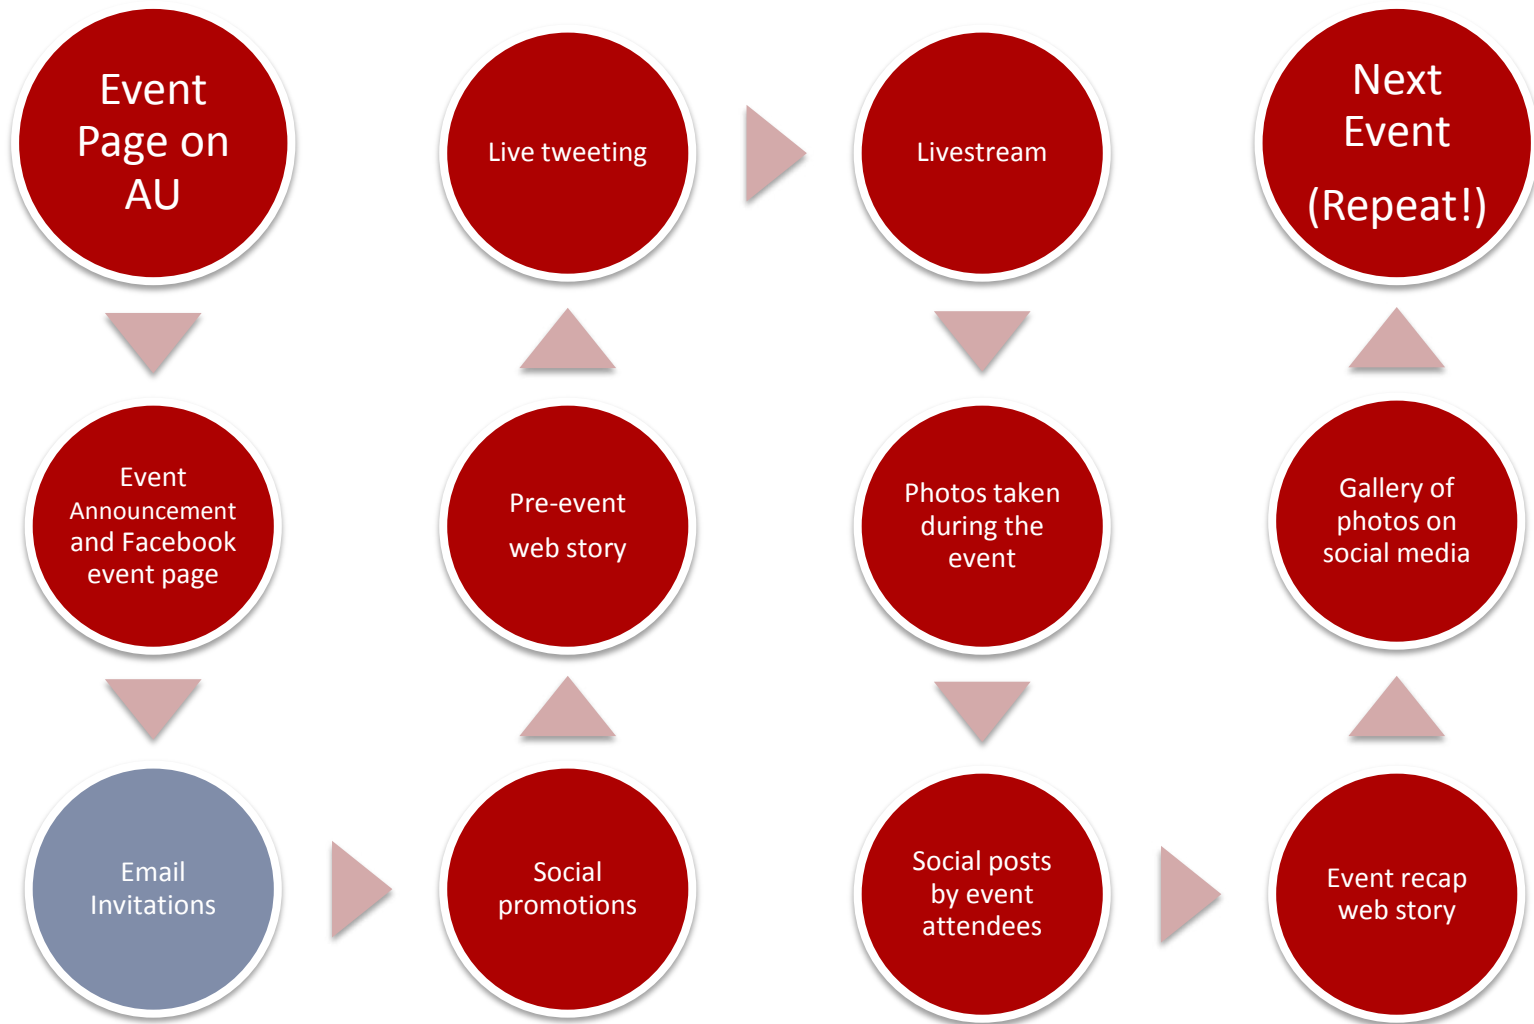 Event
Page on
AU
Event
Announcement
and Facebook
event page
Email
Invitations
Social
promotions
Pre-event
web story
Live tweeting
Livestream
Photos taken
during the
event
Social posts
by event
attendees
Event recap
web story
Gallery of
photos on
social media
Next
Event
(Repeat!)